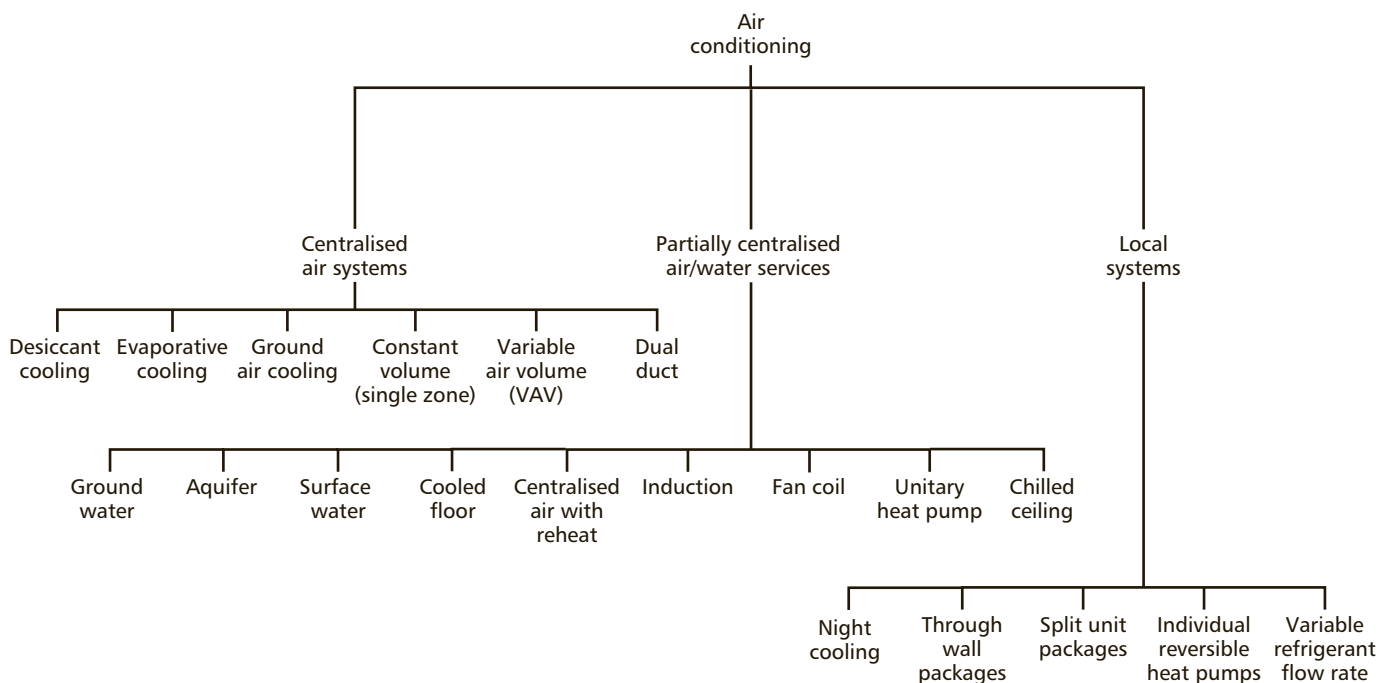 Air
conditioning
Centralised
air systems
Partially centralised
air/water services
Local
systems
Desiccant
cooling
Evaporative
cooling
Ground
air cooling
Constant
volume
(single zone)
Variable
air volume
(VAV)
Dual
duct
Ground
water
Aquifer
Surface
water
Cooled
floor
Centralised
air with
reheat
Induction
Fan coil
Unitary
heat pump
Chilled
ceiling
Night
cooling
Through
wall
packages
Split unit
packages
Individual
reversible
heat pumps
Variable
refrigerant
flow rate